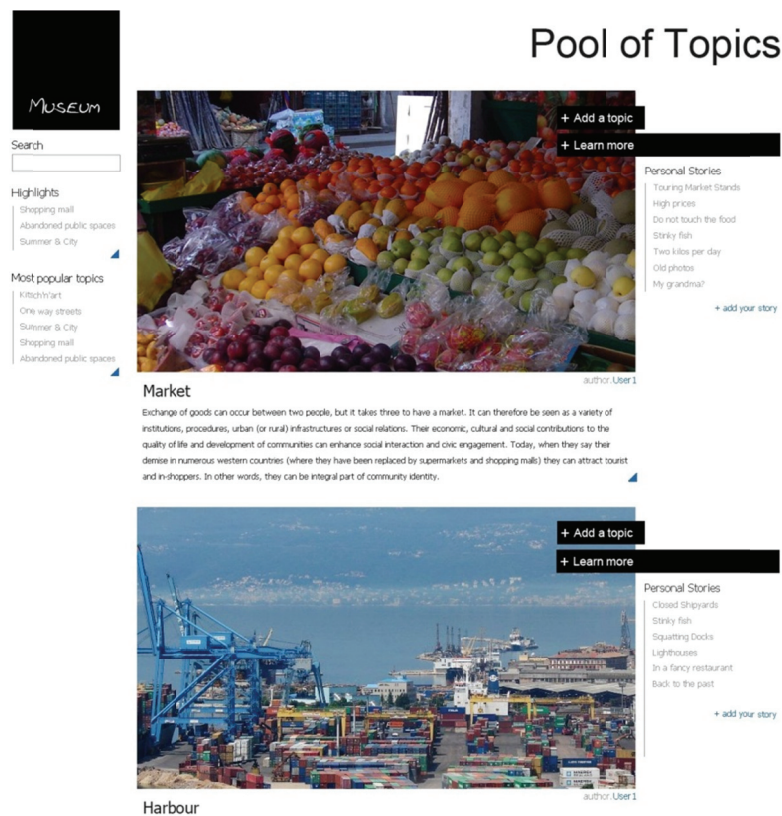 Pool of Topics
MUSEUM
Search
Highlights
Shopping mall
Abandoned public spaces
Summer & City
Most popular topics
Kitich'n'art
One way streets
Summer & City
Shopping mall
Abandoned public spaces
+ Add a topic
+ Learn more
Personal Stories
Touring Market Stands
High prices
Do not touch the food
Stinky fish
Two kilos per day
Old photos
My grandma?
+ add your story
author.User1
Market
Exchange of goods can occur between two people, but it takes three to have a market. It can therefore be seen as a variety of
institutions, procedures, urban (or rural) infrastructures or social relations. Their economic, cultural and social contributions to the
quality of life and development of communities can enhance social interaction and civic engagement. Today, when they say their
demise in numerous western countries (where they have been replaced by supermarkets and shopping malls) they can attract tourist
and in-shoppers. In other words, they can be integral part of community identity.
+ Add a topic
+ Learn more
Personal Stories
Closed Shipyards
Stinky fish
Squatting Docks
Lighthouses
In a fancy restaurant
Back to the past
+ add your story
author.User1
Harbour